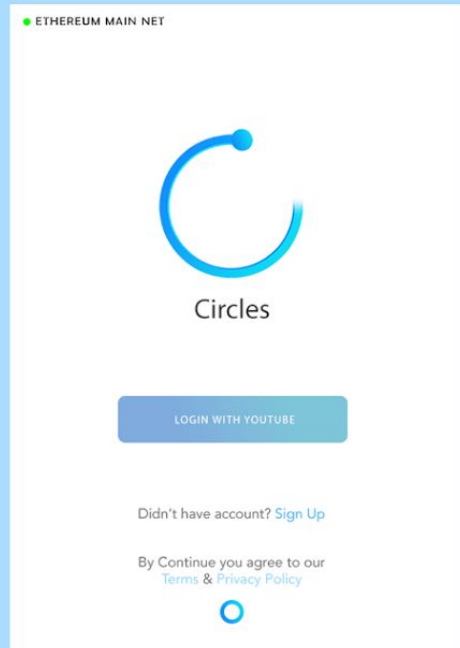 ETHEREUM MAIN NET
Circles
LOGIN WITH YOUTUBE
Didn't have account? Sign Up
By Continue you agree to our
Terms & Privacy Policy